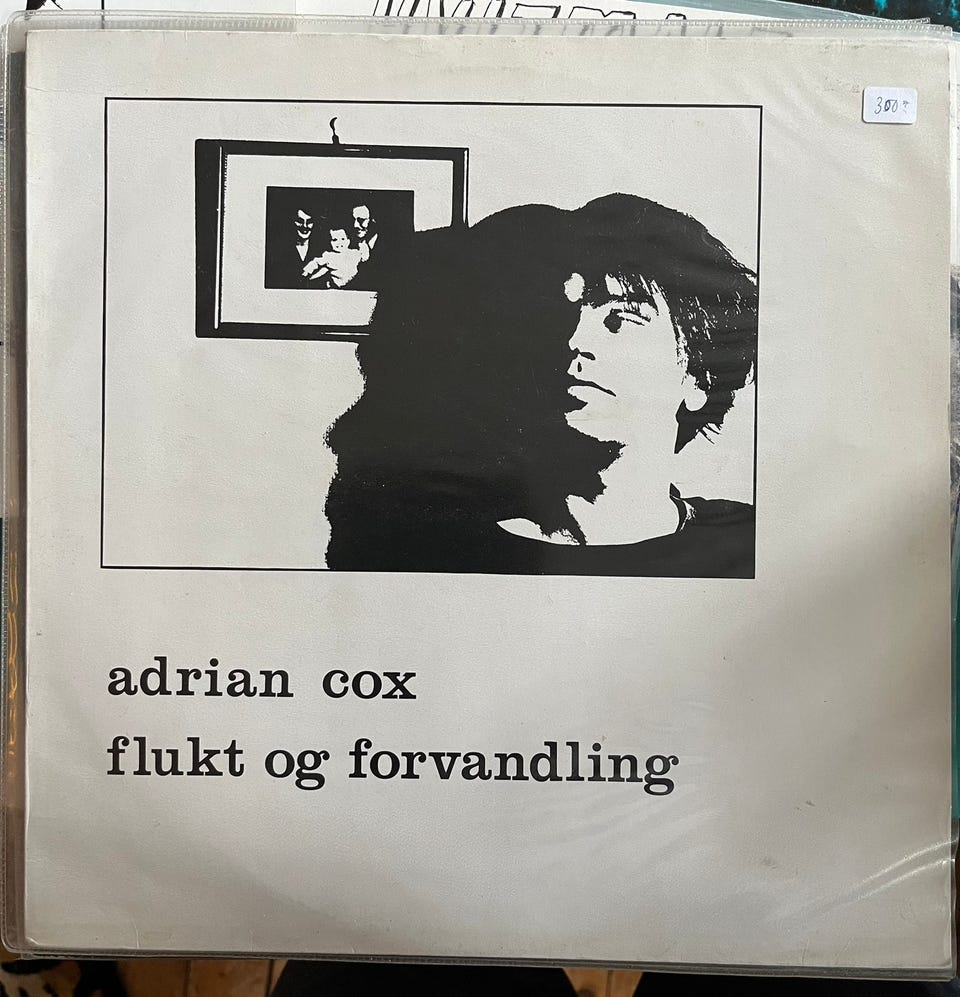 300
adrian cox
flukt og forvandling